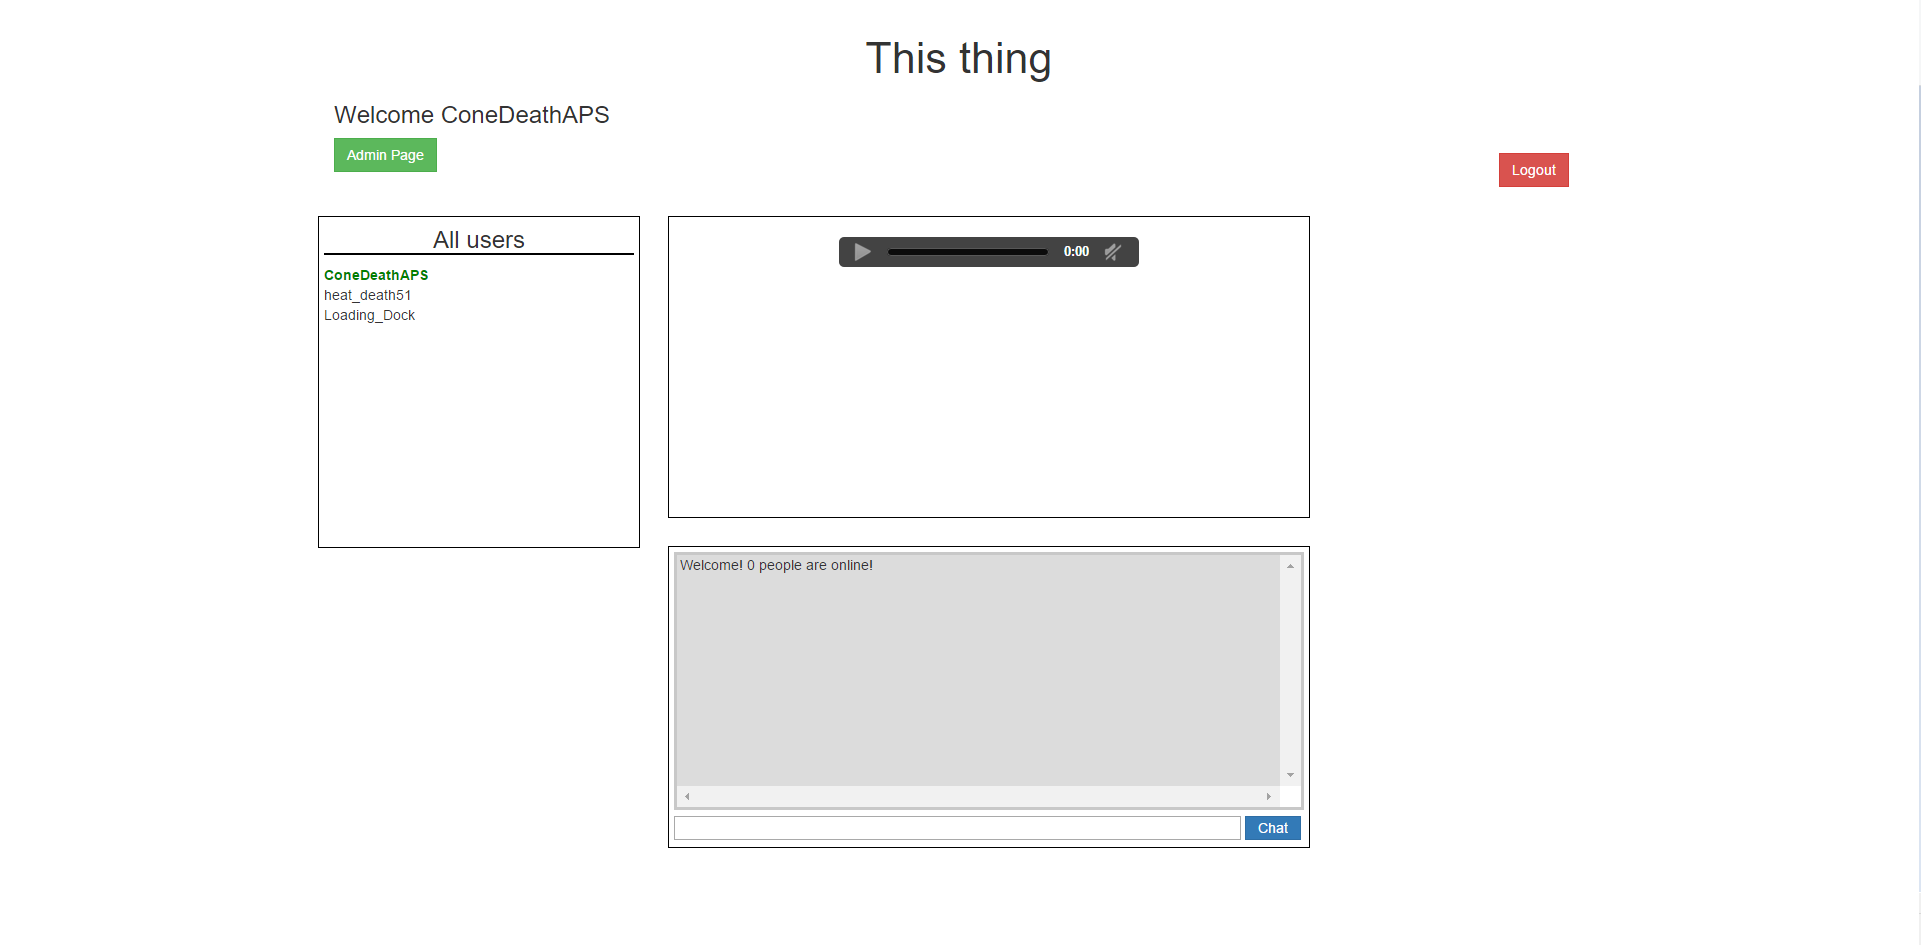 This thing
Welcome ConeDeathAPS
Admin Page
Logout
All users
ConeDeathAPS
heat_death51
Loading_Dock
0:00
Welcome! 0 people are online!
Chat